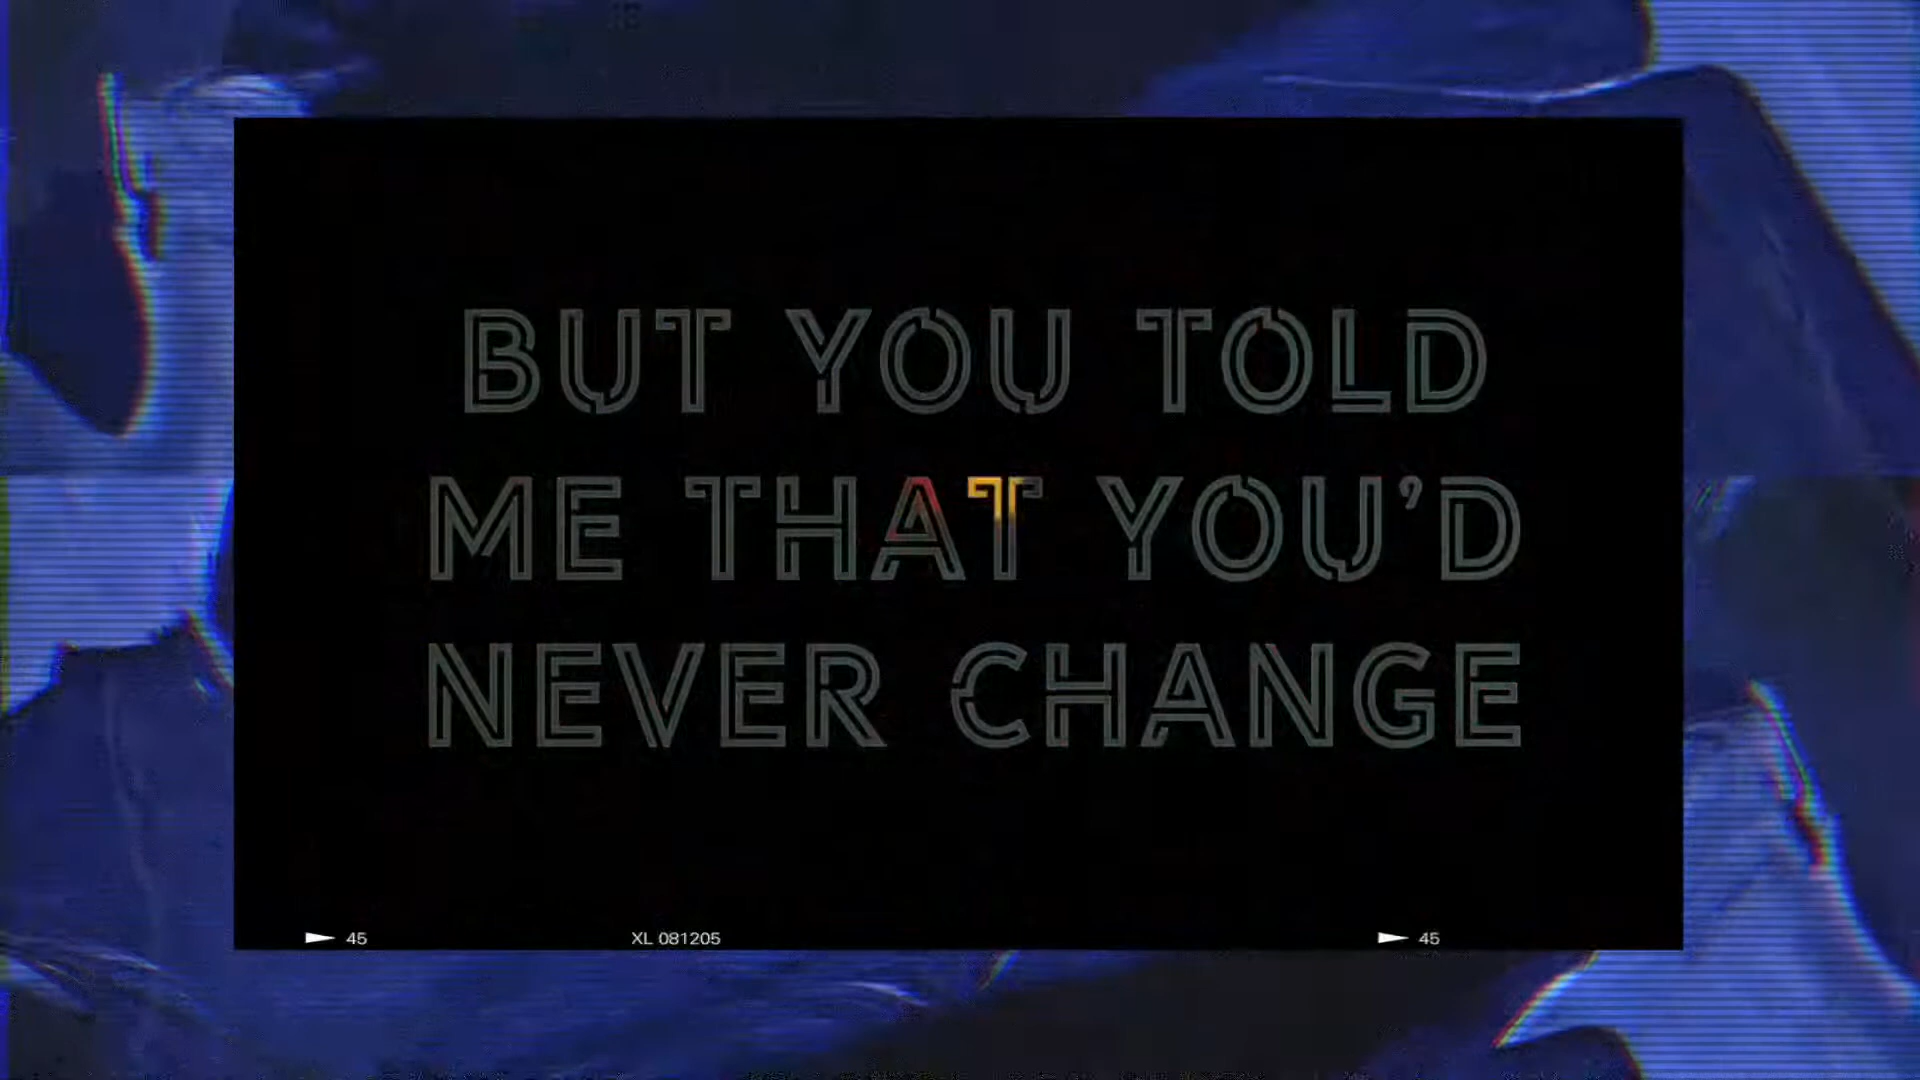 BUT YOU TOLD
ME THAT YOU'D
NEVER CHANGE
45 XL 081205 45